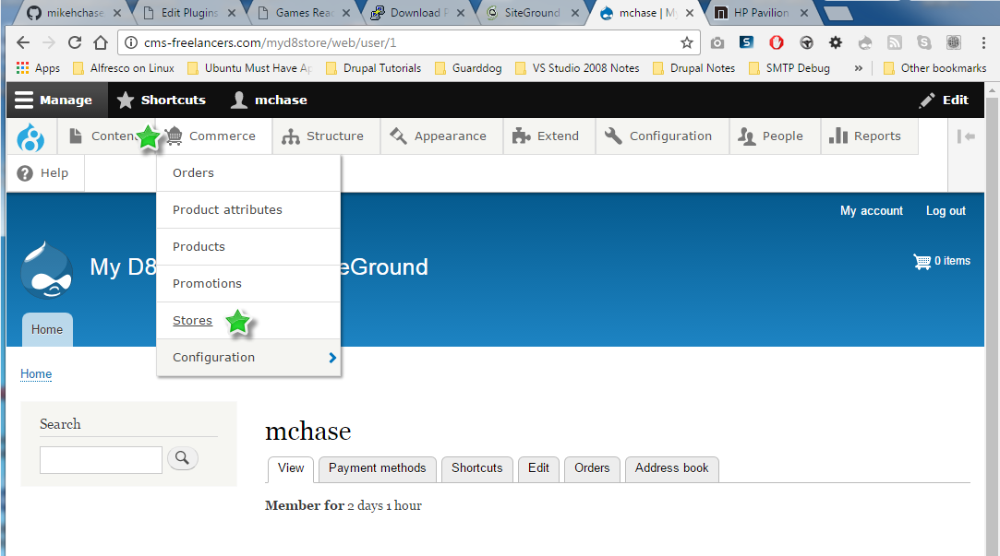 mikehchase
Edit Plugins
Games Rea
Download P
SiteGround
mchase | M
HP Pavilion
cms-freelancers.com/myd8store/web/user/1
Apps
Alfresco on Linux
Ubuntu Must Have Ap
Drupal Tutorials
Guarddog
VS Studio 2008 Notes
Drupal Notes
SMTP Debug
»
Other bookmarks
Manage
Shortcuts
mchase
Edit
Conten
Commerce
Structure
Appearance
Extend
Configuration
People
Reports
Help
Orders
Product attributes
Products
Promotions
Stores
Configuration
My account
Log out
My D8
eGround
0 items
Home
Home
Search
mchase
View
Payment methods
Shortcuts
Edit
Orders
Address book
Member for 2 days 1 hour